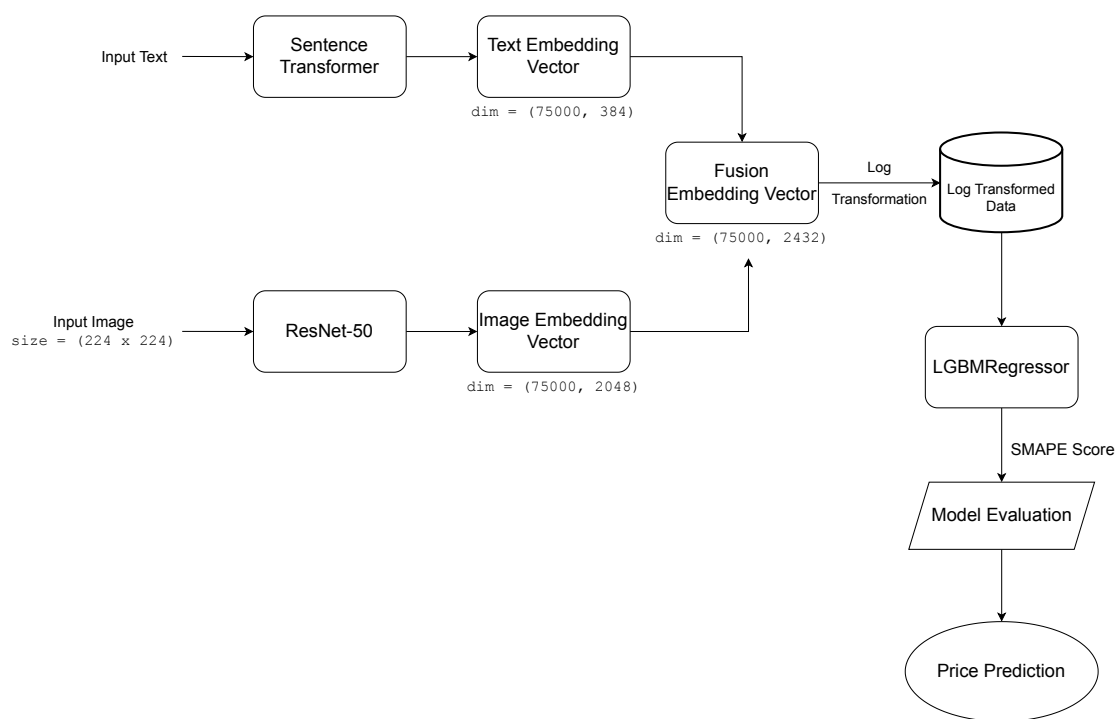 Input Text
Sentence
Transformer
Text Embedding
Vector
dim = (75000, 384)
Fusion
Embedding Vector
dim = (75000, 2432)
Log
Transformation
Log Transformed
Data
Input Image
size = (224 x 224)
ResNet-50
Image Embedding
Vector
dim = (75000, 2048)
LGBMRegressor
SMAPE Score
Model Evaluation
Price Prediction